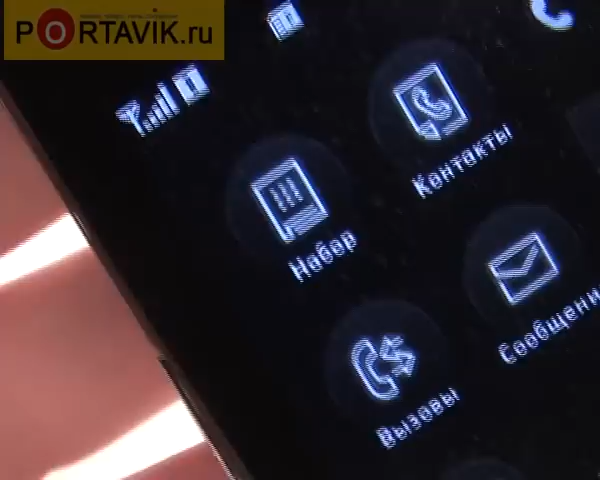 PORTAVIK.ru
Контакты
Набор
Сообщени
Вызовы